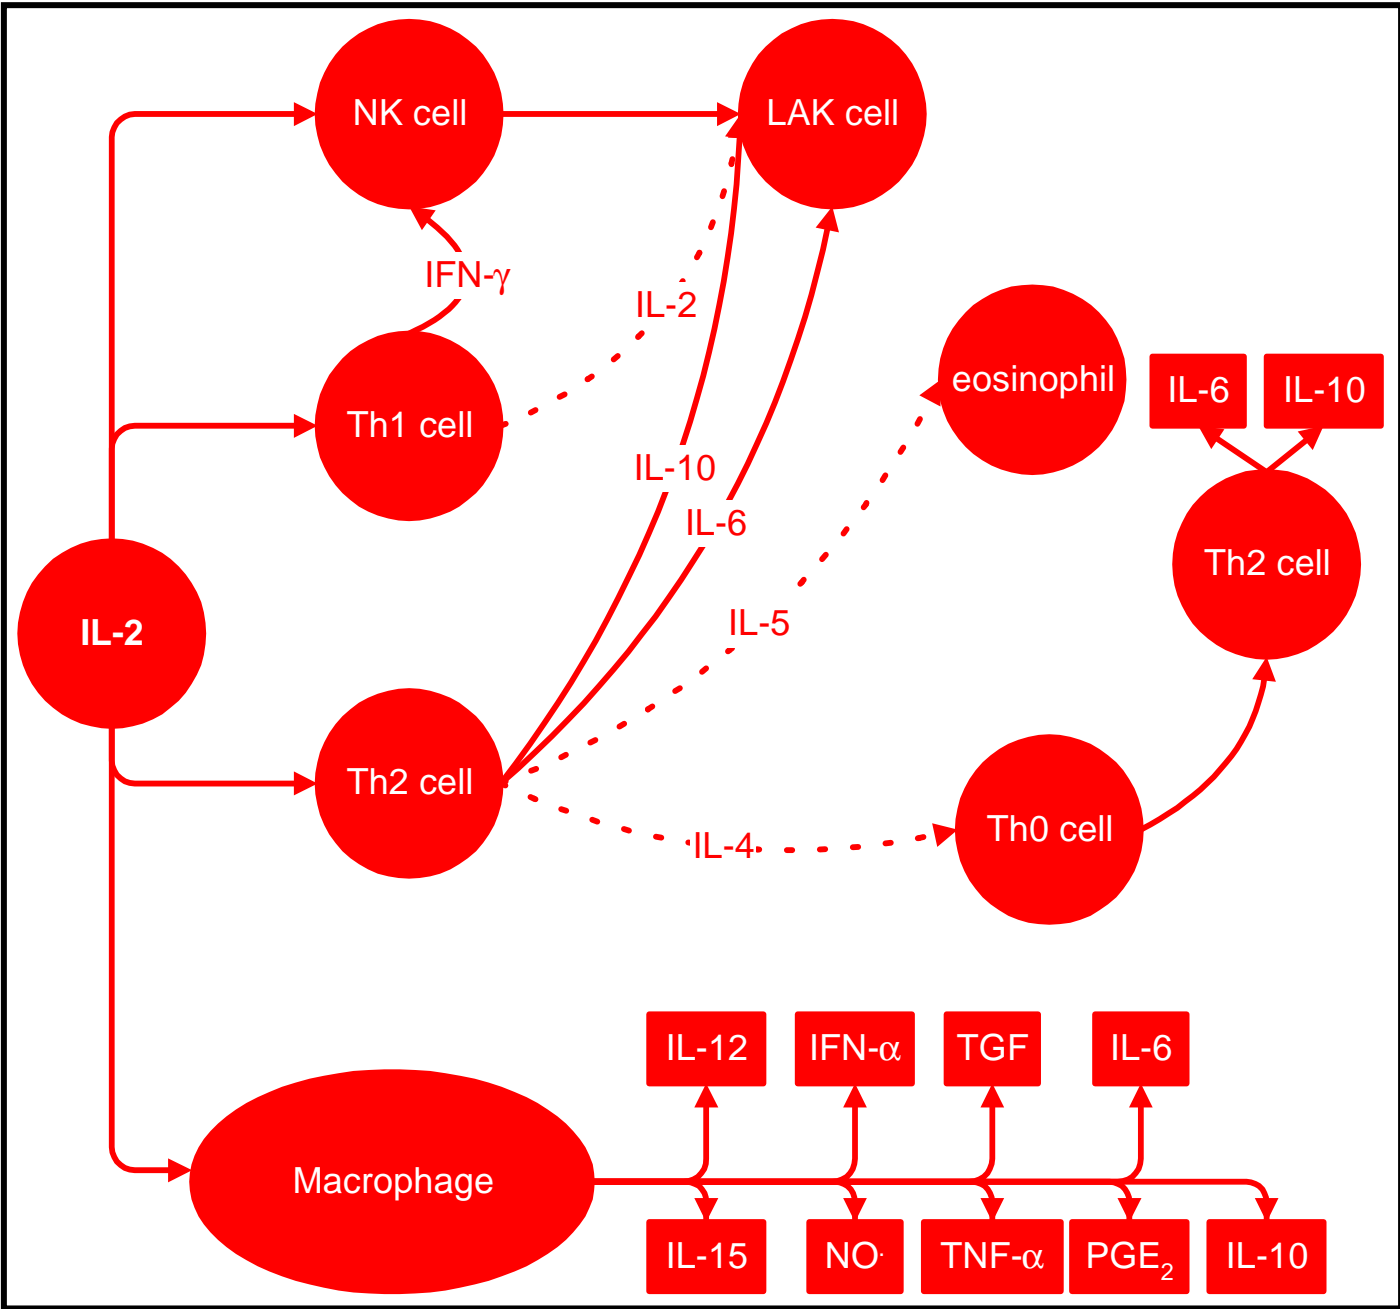 NK cell
LAK cell
IFN-γ
IL-2
eosinophil
IL-6
IL-10
Th1 cell
IL-10
IL-6
Th2 cell
IL-5
IL-2
Th2 cell
IL-4
Th0 cell
IL-12
IFN-α
TGF
IL-6
Macrophage
IL-15
NO·
TNF-α
PGE₂
IL-10